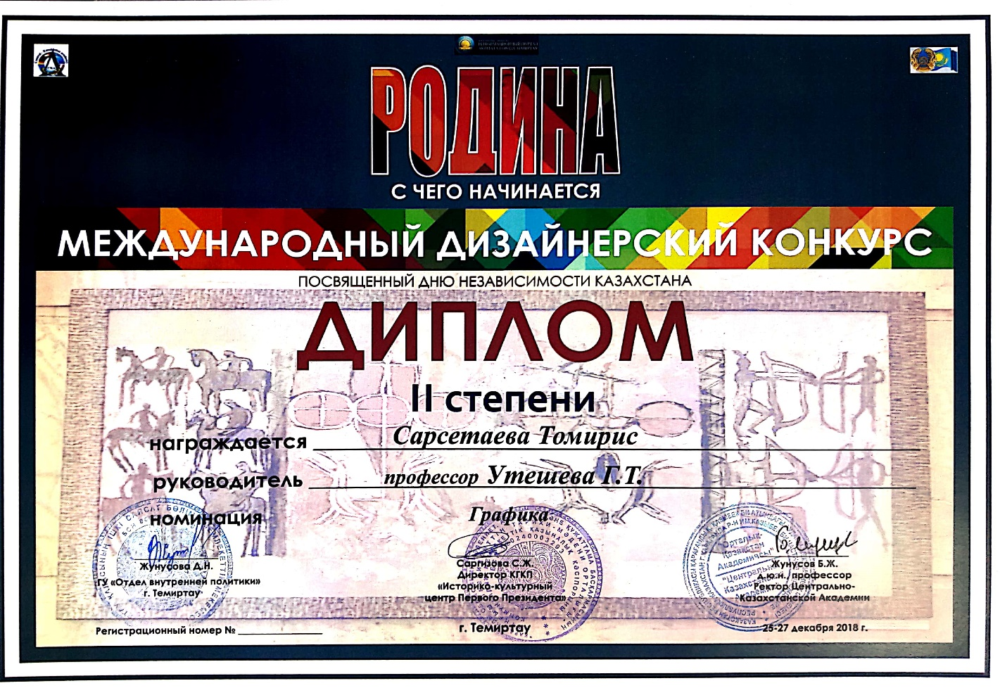 РОДИНА
С ЧЕГО НАЧИНАЕТСЯ
МЕЖДУНАРОДНЫЙ ДИЗАЙНЕРСКИЙ КОНКУРС
ПОСВЯЩЕННЫЙ ДНЮ НЕЗАВИСИМОСТИ КАЗАХСТАНА
ДИПЛОМ
II степени
награждается Сарсетаева Томирис
руководитель профессор Утешева Г.Т.
номинация Графика
Жунусова Д.Н.
ГУ «Отдел внутренней политики»
г. Темиртау
Саргизова С.Ж.
Директор КГКП
«Историко-культурный
центр Первого Президента»
Жунусов Б.Ж.
д.ю.н., профессор
Ректор Центрально-
Казахстанской Академии
Регистрационный номер №
г. Темиртау
25-27 декабря 2018 г.